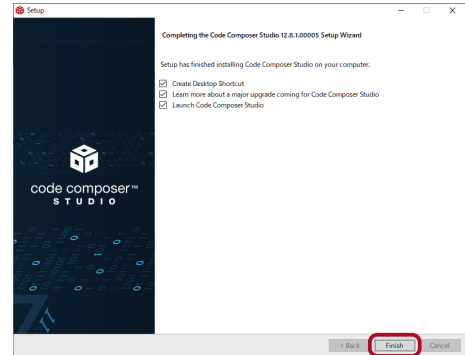 Setup
Completing the Code Composer Studio 12.8.1.00005 Setup Wizard
Setup has finished installing Code Composer Studio on your computer.
Create Desktop Shortcut
Learn more about a major upgrade coming for Code Composer Studio
Launch Code Composer Studio
code composer™
STUDIO
< Back
Finish
Cancel